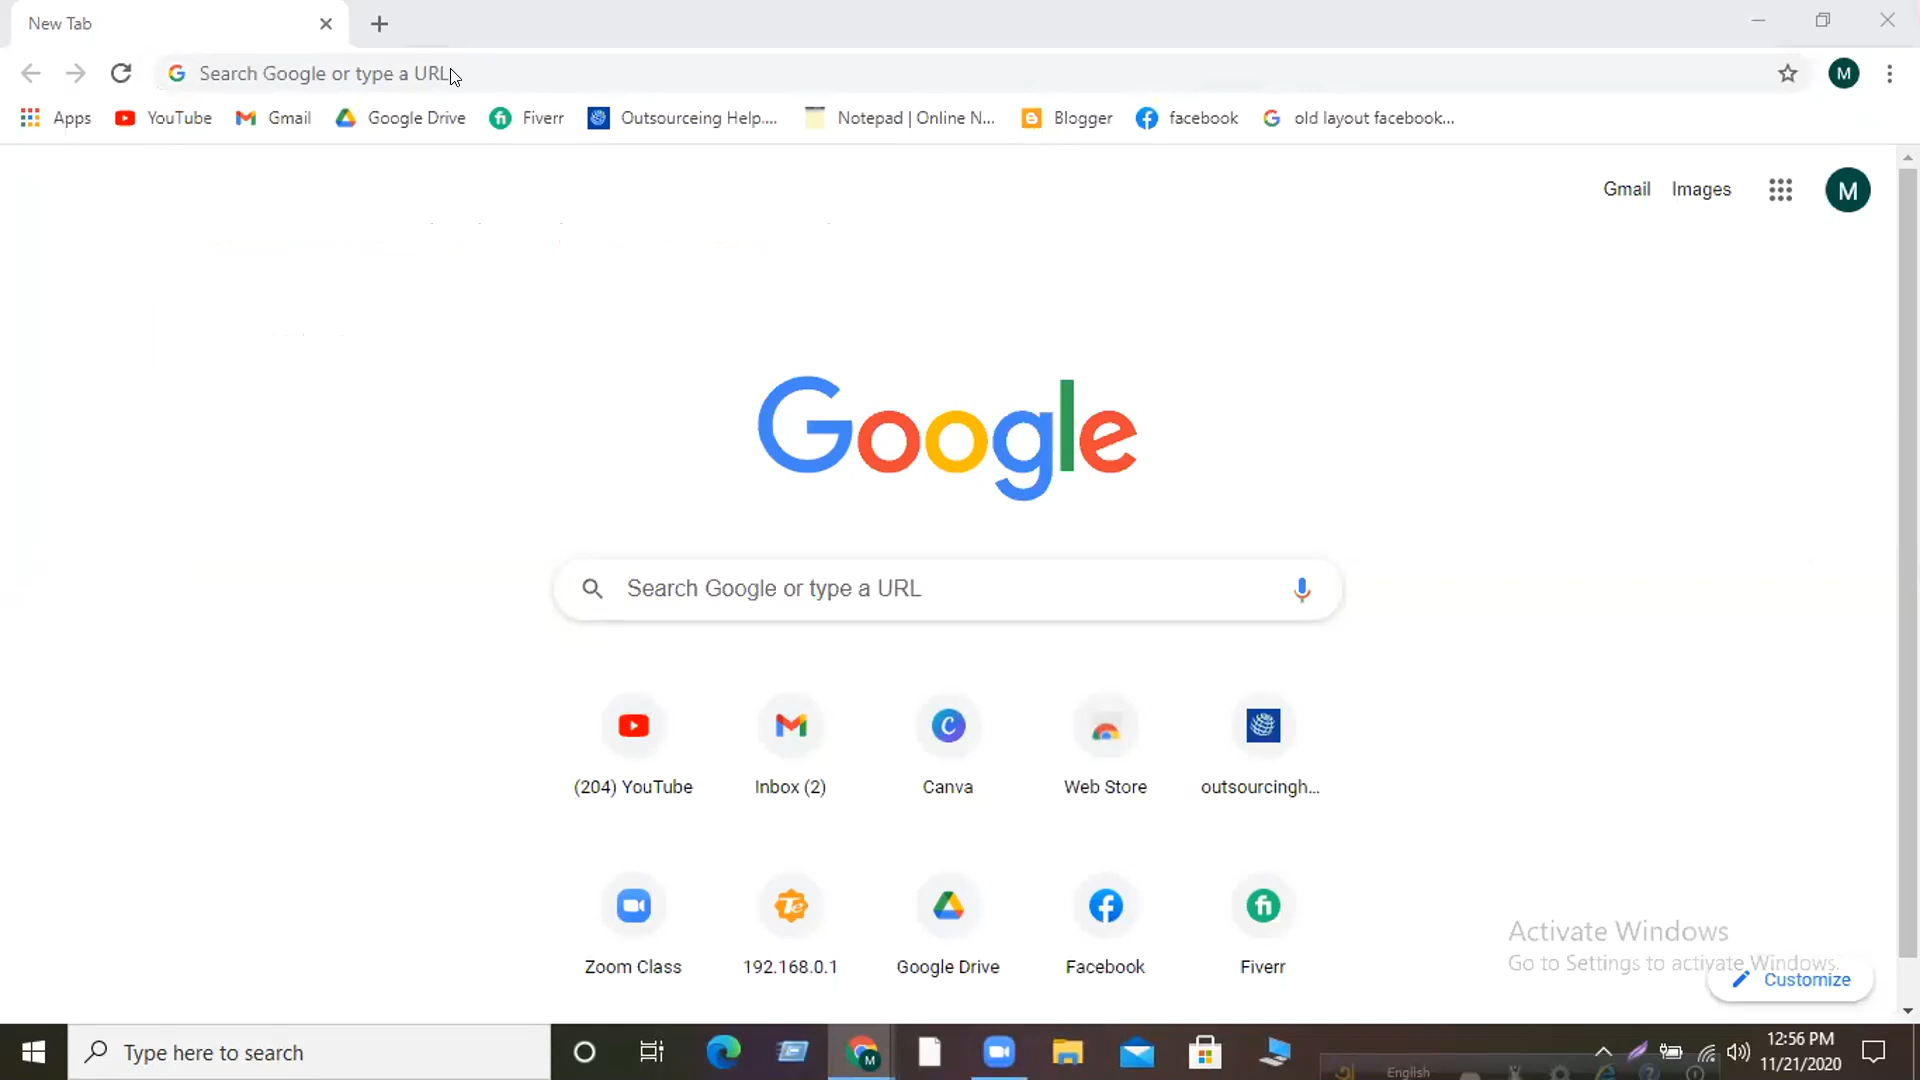 New Tab
Search Google or type a URL
M
Apps
YouTube
Gmail
Google Drive
Fiverr
Outsourceing Help....
Notepad | Online N...
Blogger
facebook
old layout facebook...
Gmail
Images
M
Google
Search Google or type a URL
(204) YouTube
Inbox (2)
Canva
Web Store
outsourcingh...
Zoom Class
192.168.0.1
Google Drive
Facebook
Fiverr
Activate Windows
Go to Settings to activate Windows.
Customize
Type here to search
M
English
12:56 PM
11/21/2020